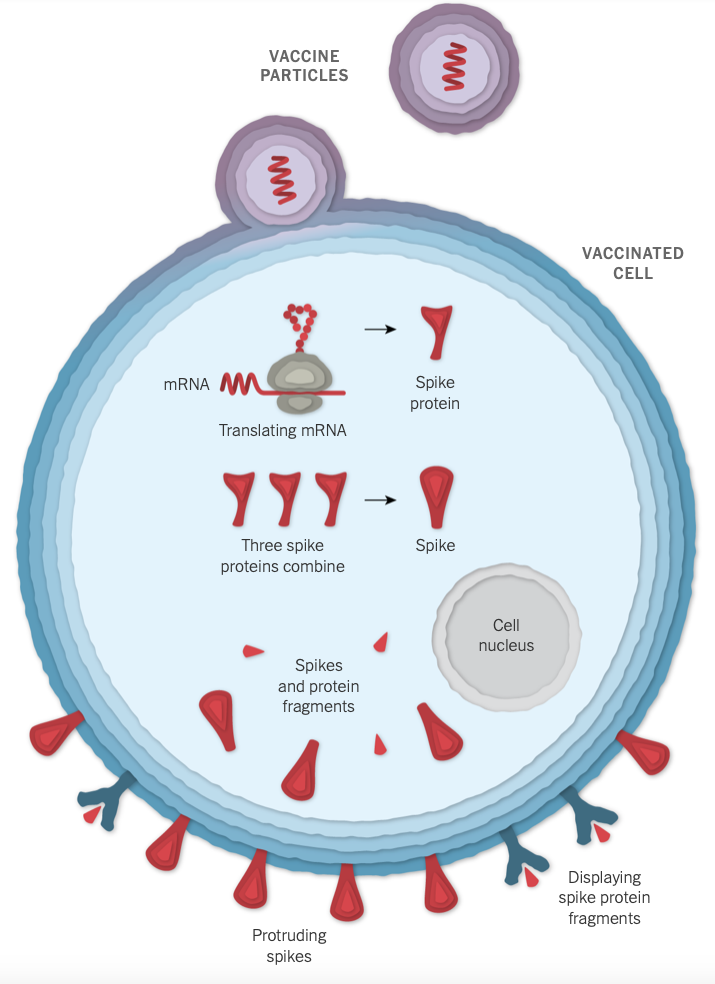 VACCINE
PARTICLES
VACCINATED
CELL
mRNA
Translating mRNA
Spike
protein
Three spike
proteins combine
Spike
Cell
nucleus
Spikes
and protein
fragments
Displaying
spike protein
fragments
Protruding
spikes